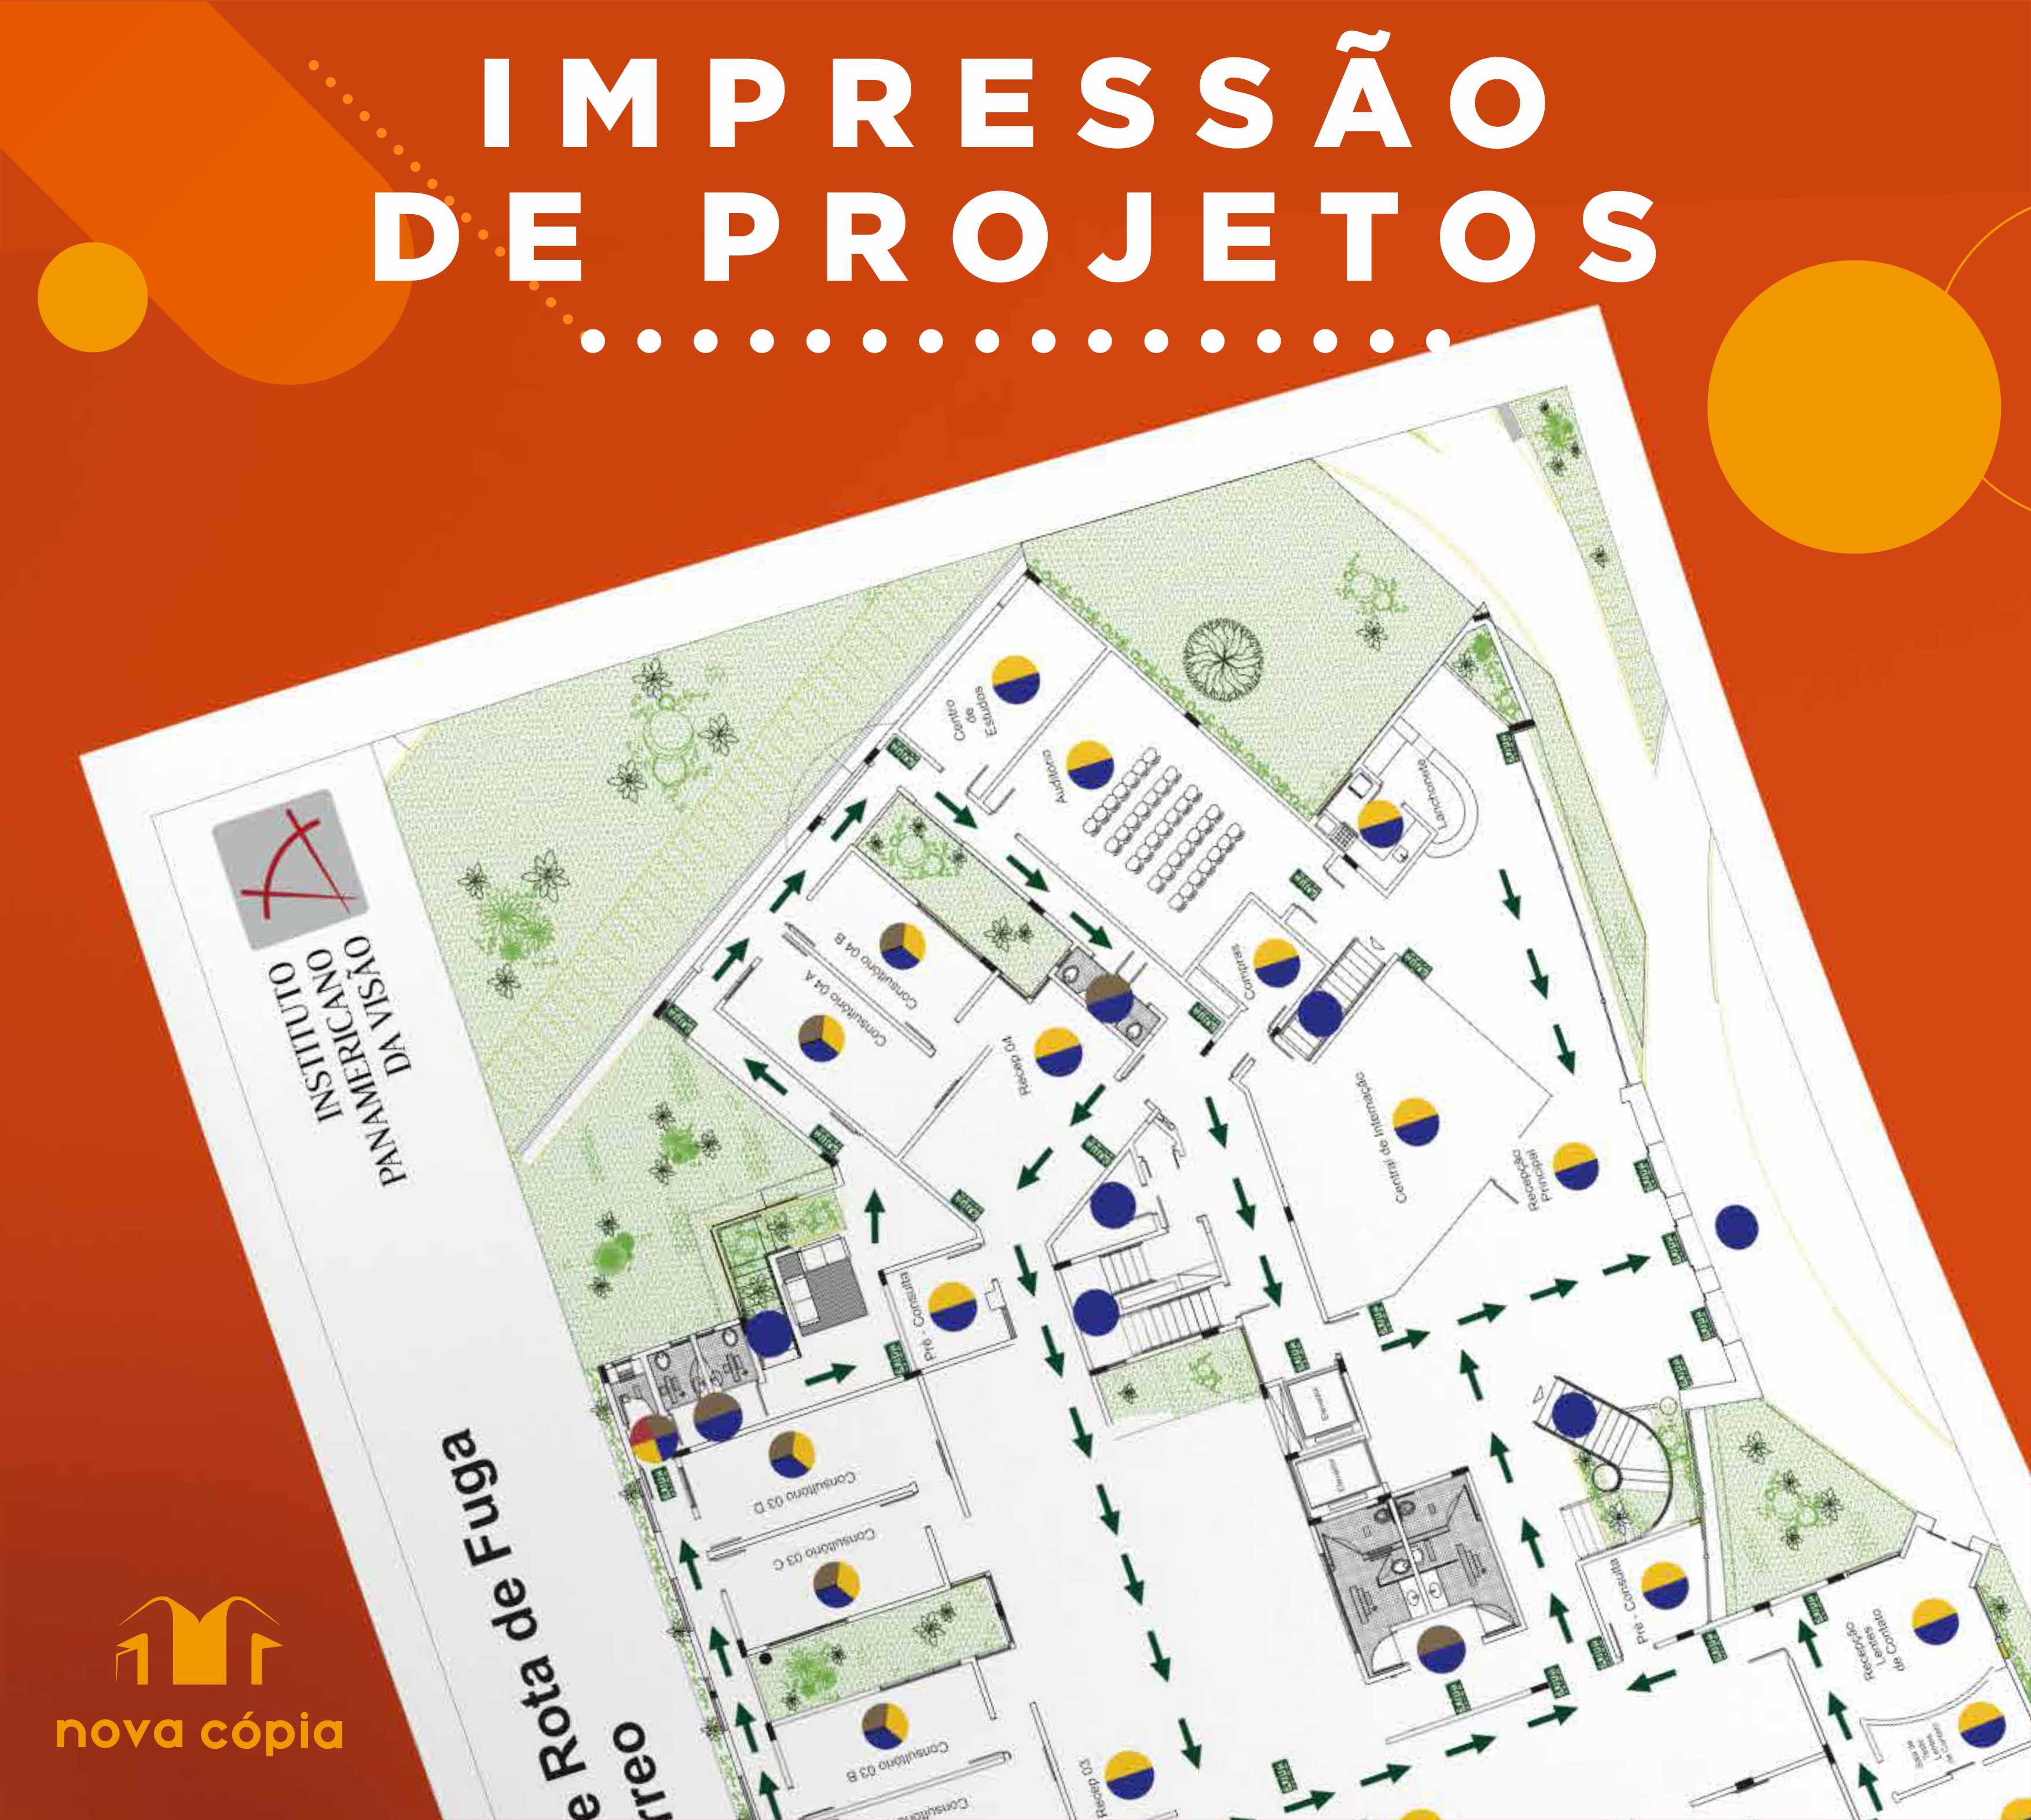 IMPRESSÃO
DE PROJETOS
INSTITUTO
PANAMERICANO
DA VISÃO
e Rota de Fuga
rreo
Centro
de
Estudos
Auditório
Lanchonete
Consultório 04 B
Consultório 04 A
Compras
Recep 04
Central de Internação
Recepção
Principal
Pré - Consulta
Consultório 03 D
Consultório 03 C
Pré - Consulta
Recepção
Lentes
de Contato
Consultório 03 B
Recep 03
Consultório
nova cópia